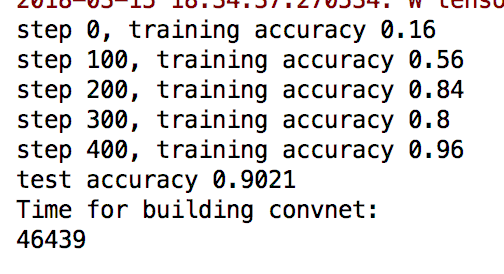 step 0, training accuracy 0.16
step 100, training accuracy 0.56
step 200, training accuracy 0.84
step 300, training accuracy 0.8
step 400, training accuracy 0.96
test accuracy 0.9021
Time for building convnet:
46439